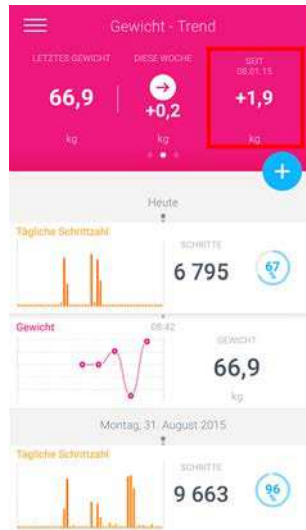 Gewicht - Trend
LETZTES GEWICHT
DIESE WOCHE
SEIT
08.01.15
66,9
+0,2
+1,9
kg
kg
kg
+
Heute
Tägliche Schrittzahl
SCHRITTE
6 795
67
Gewicht
08:42
GEWICHT
66,9
kg
Montag, 31. August 2015
Tägliche Schrittzahl
SCHRITTE
9 663
96